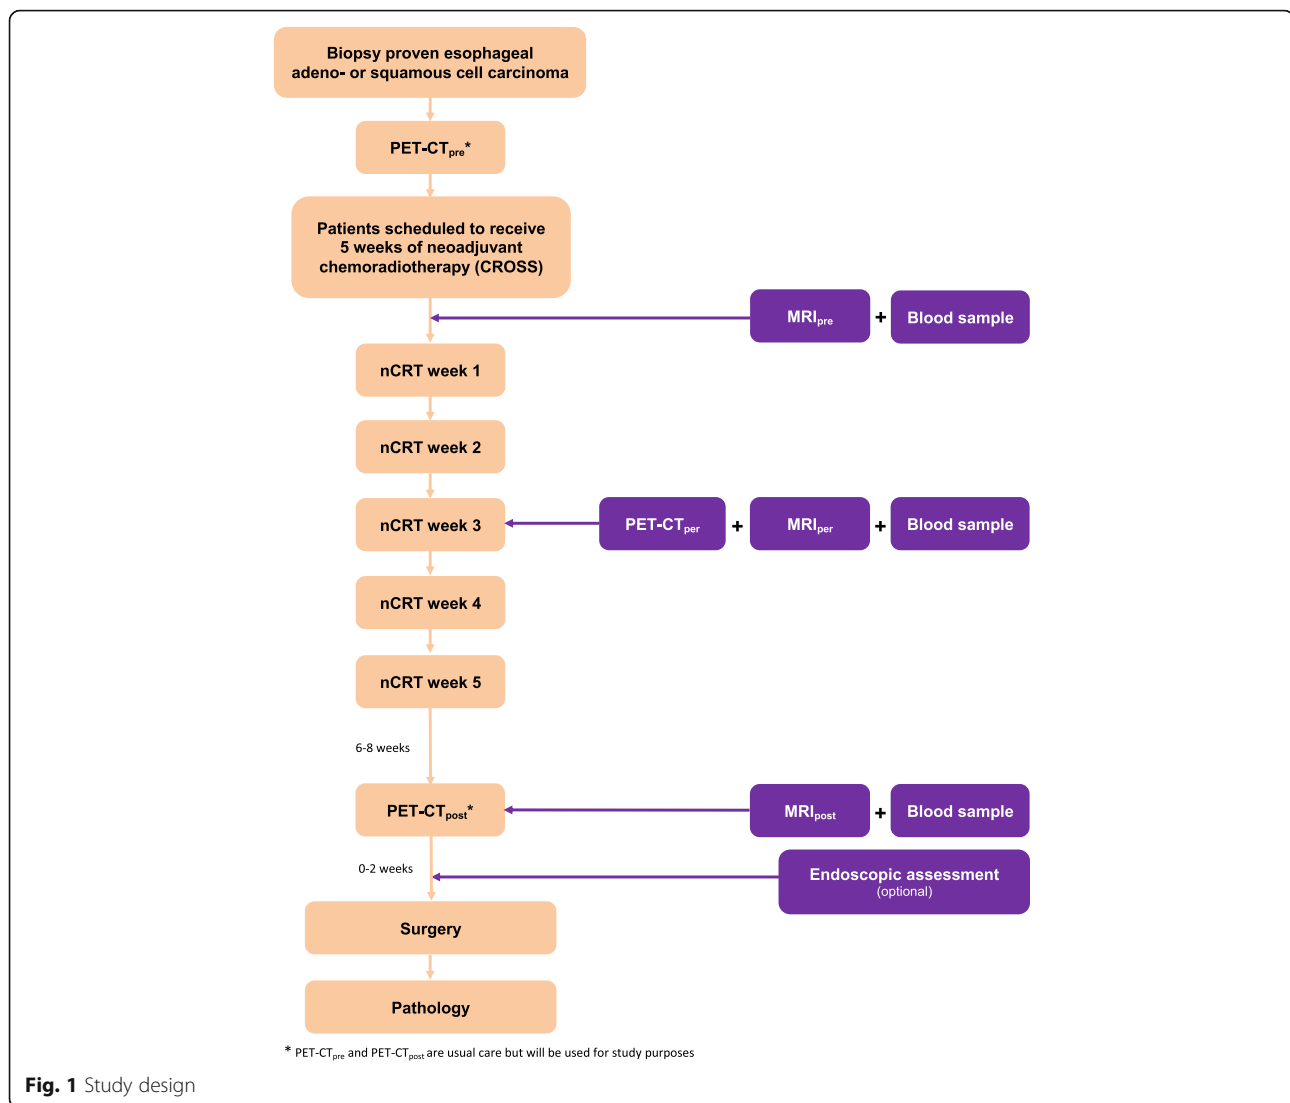 Biopsy proven esophageal
adeno- or squamous cell carcinoma
PET-CTpre*
Patients scheduled to receive
5 weeks of neoadjuvant
chemoradiotherapy (CROSS)
MRIpre + Blood sample
nCRT week 1
nCRT week 2
nCRT week 3
PET-CTper + MRIper + Blood sample
nCRT week 4
nCRT week 5
6-8 weeks
PET-CTpost*
MRIpost + Blood sample
0-2 weeks
Endoscopic assessment
(optional)
Surgery
Pathology
* PET-CTpre and PET-CTpost are usual care but will be used for study purposes
Fig. 1 Study design